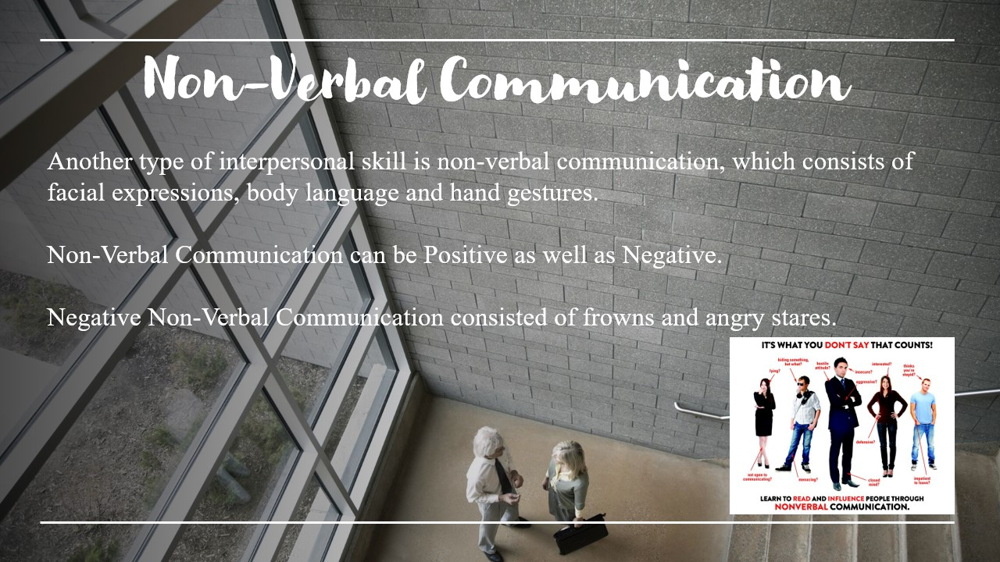 Non-Verbal Communication
Another type of interpersonal skill is non-verbal communication, which consists of
facial expressions, body language and hand gestures.
Non-Verbal Communication can be Positive as well as Negative.
Negative Non-Verbal Communication consisted of frowns and angry stares.
IT'S WHAT YOU DON'T SAY THAT COUNTS!
lying?
hiding something,
but what?
hostile
attitude?
insecure?
aggressive?
interested?
thinks
you're
stupid?
defensive?
not open to
communicating?
menacing?
closed
mind?
impatient
to leave?
LEARN TO READ AND INFLUENCE PEOPLE THROUGH
NONVERBAL COMMUNICATION.